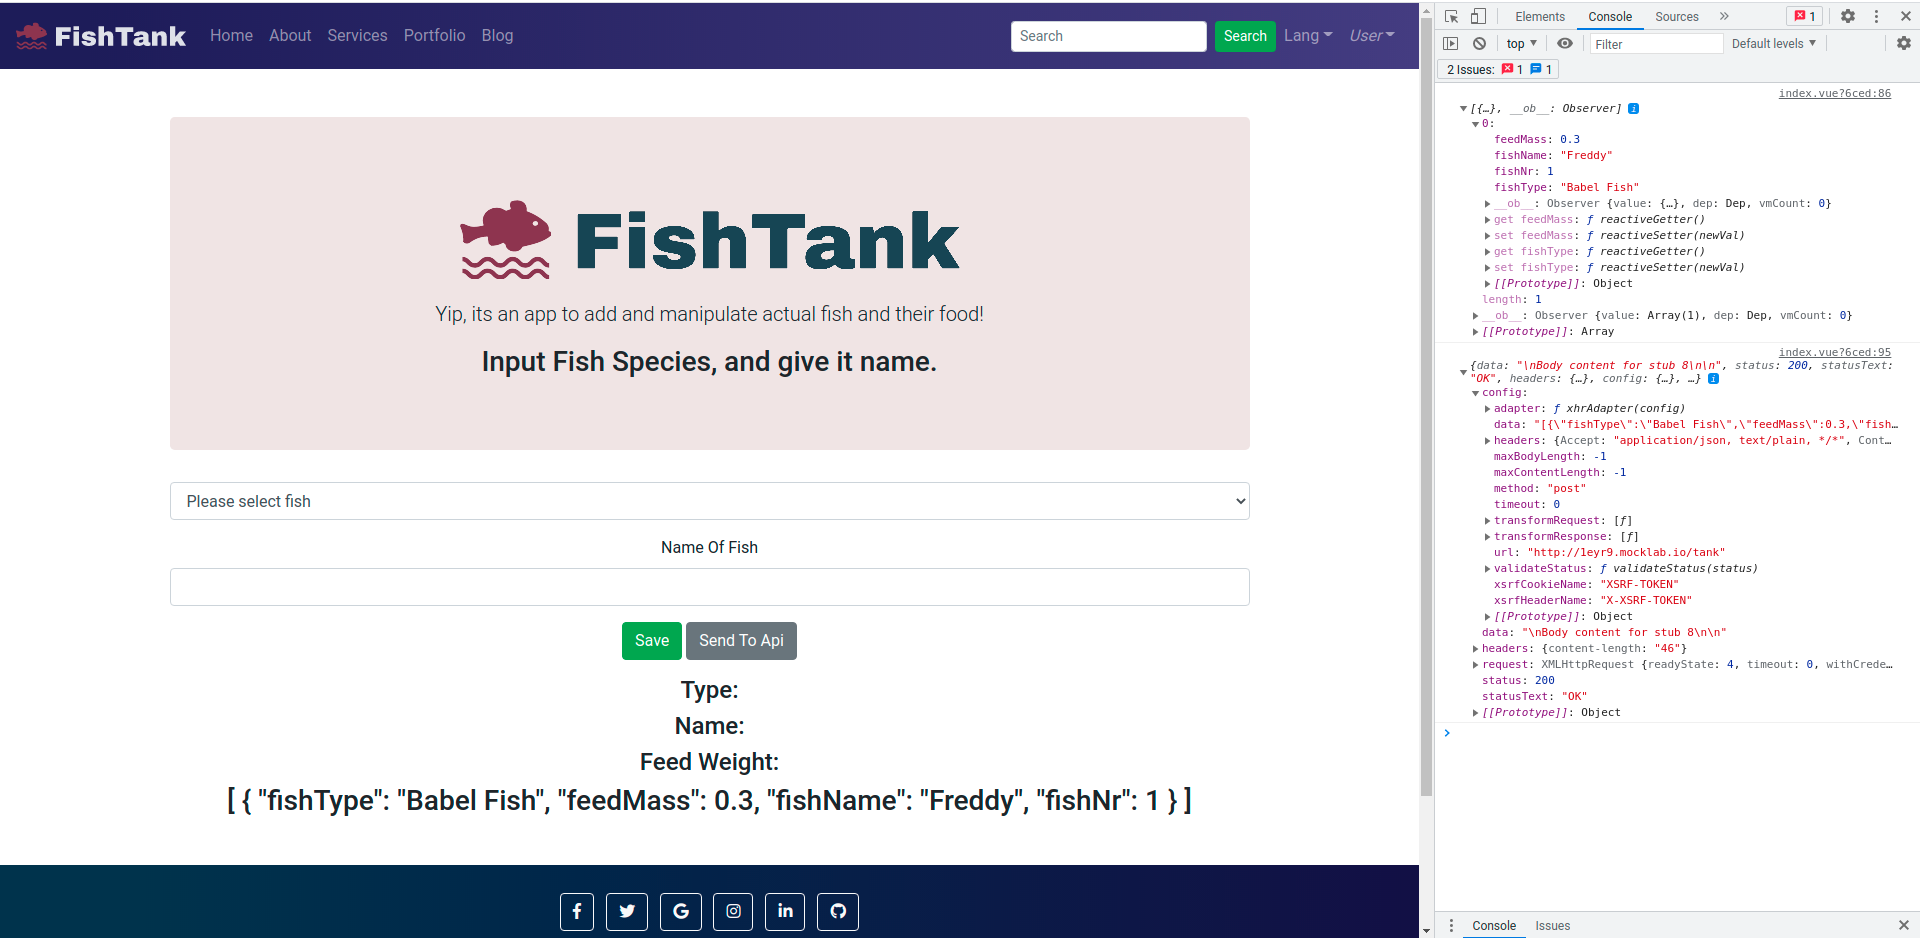 FishTank Home About Services Portfolio Blog Search Search Lang User
FishTank
Yip, its an app to add and manipulate actual fish and their food!
Input Fish Species, and give it name.
Please select fish
Name Of Fish
Save Send To Api
Type:
Name:
Feed Weight:
[ { "fishType": "Babel Fish", "feedMass": 0.3, "fishName": "Freddy", "fishNr": 1 } ]
Elements Console Sources » 1
top Filter Default levels
2 Issues: 1 1
index.vue?6ced:86
[{…}, __ob__: Observer] i
0:
feedMass: 0.3
fishName: "Freddy"
fishNr: 1
fishType: "Babel Fish"
__ob__: Observer {value: {…}, dep: Dep, vmCount: 0}
get feedMass: ƒ reactiveGetter()
set feedMass: ƒ reactiveSetter(newVal)
get fishType: ƒ reactiveGetter()
set fishType: ƒ reactiveSetter(newVal)
[[Prototype]]: Object
length: 1
__ob__: Observer {value: Array(1), dep: Dep, vmCount: 0}
[[Prototype]]: Array
index.vue?6ced:95
{data: "\nBody content for stub 8\n\n", status: 200, statusText:
"OK", headers: {…}, config: {…}, …} i
config:
adapter: ƒ xhrAdapter(config)
data: "[{\"fishType\":\"Babel Fish\",\"feedMass\":0.3,\"fish…
headers: {Accept: "application/json, text/plain, */*", Cont…
maxBodyLength: -1
maxContentLength: -1
method: "post"
timeout: 0
transformRequest: [ƒ]
transformResponse: [ƒ]
url: "http://1eyr9.mocklab.io/tank"
validateStatus: ƒ validateStatus(status)
xsrfCookieName: "XSRF-TOKEN"
xsrfHeaderName: "X-XSRF-TOKEN"
[[Prototype]]: Object
data: "\nBody content for stub 8\n\n"
headers: {content-length: "46"}
request: XMLHttpRequest {readyState: 4, timeout: 0, withCrede…
status: 200
statusText: "OK"
[[Prototype]]: Object
Console Issues